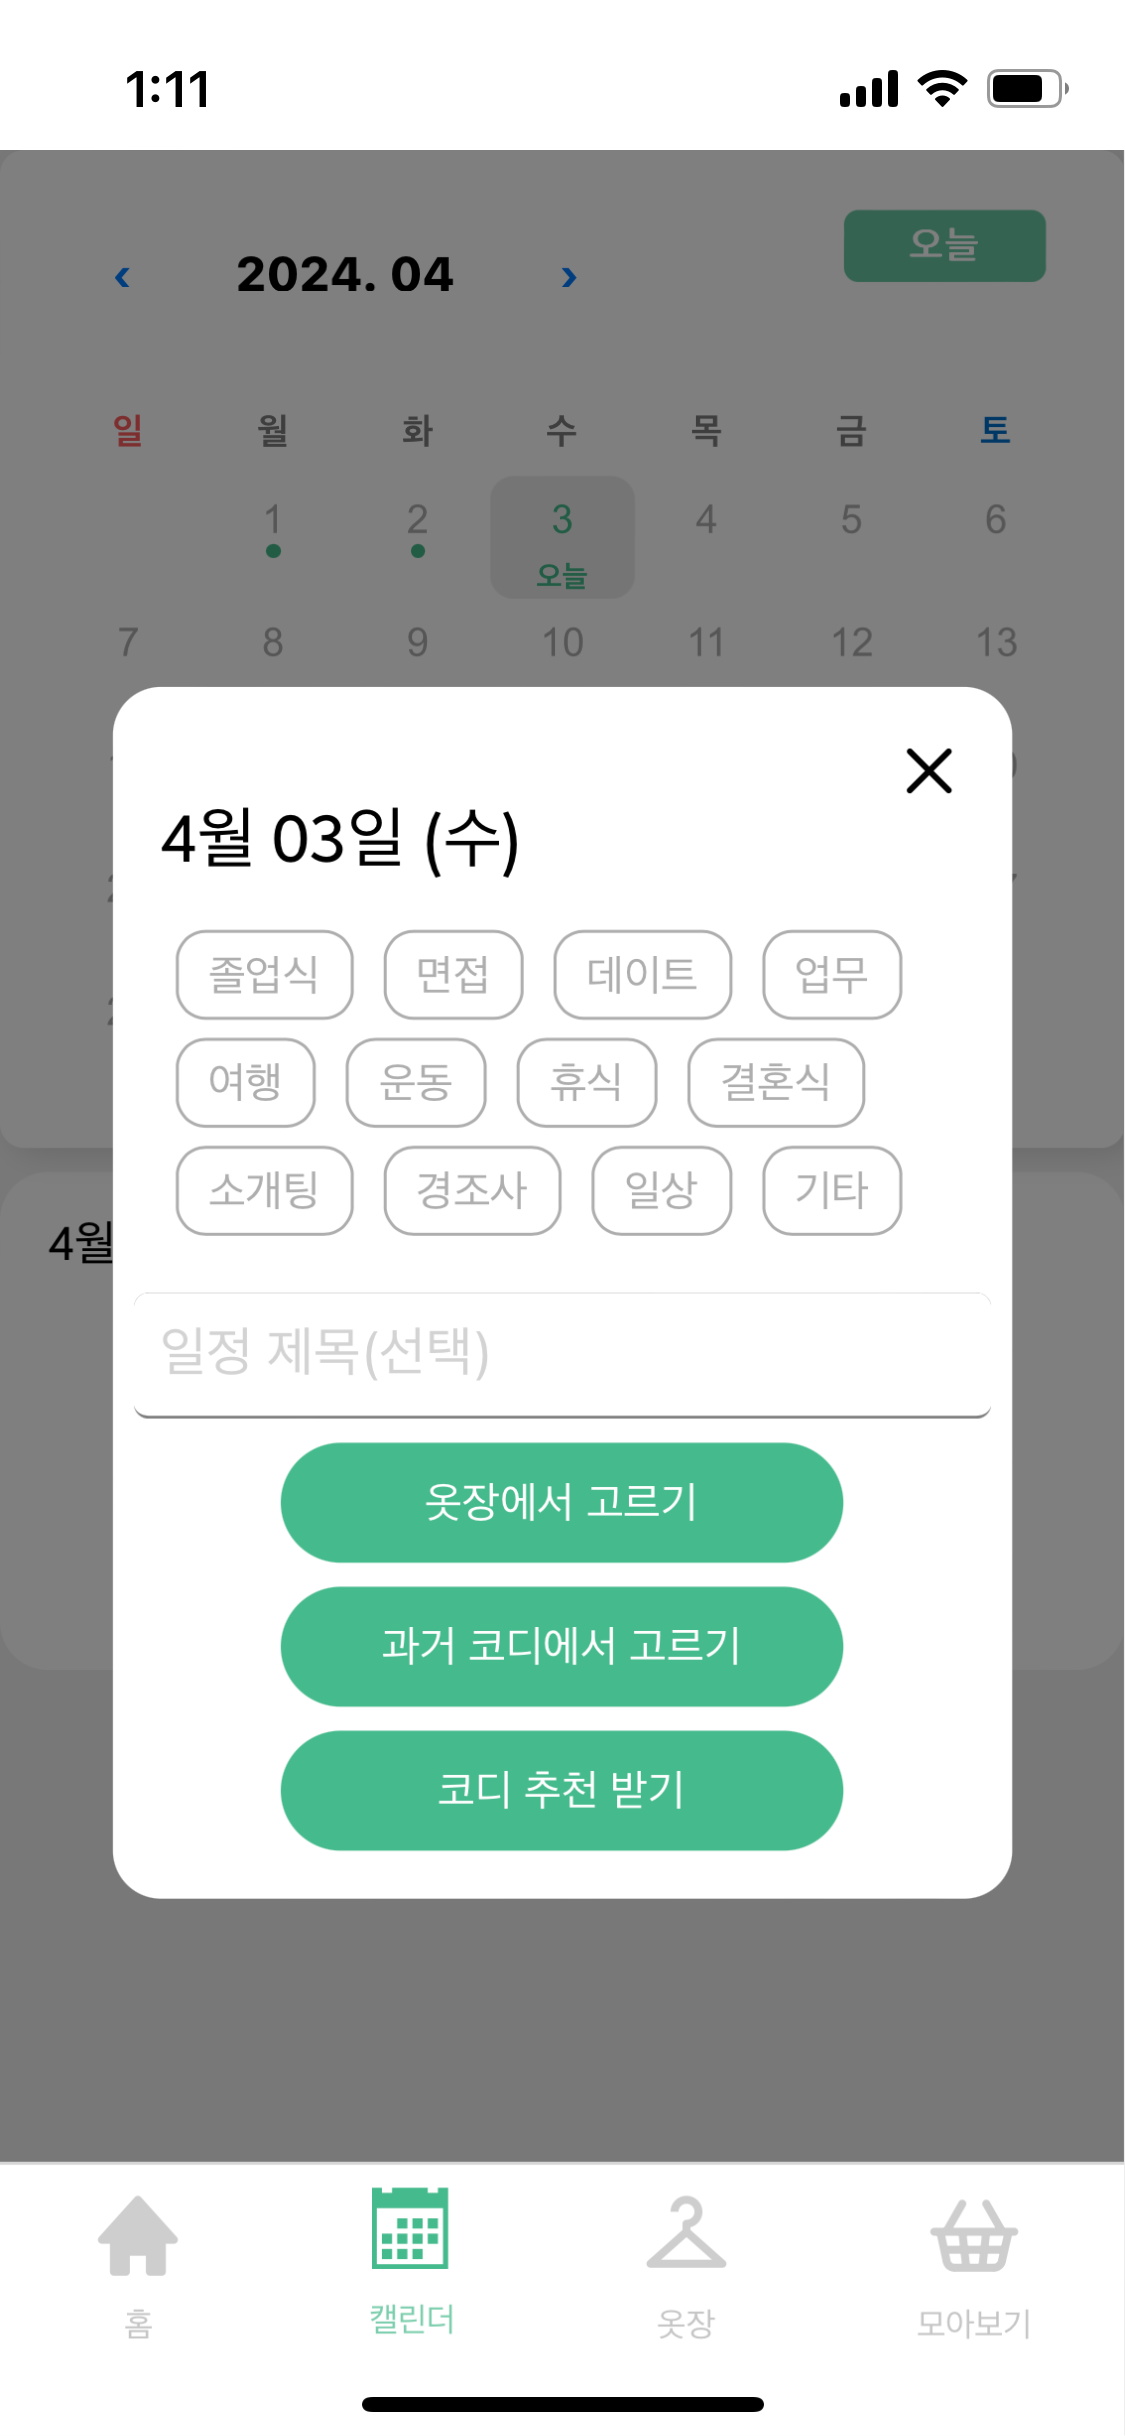 1:11
‹ 2024. 04 ›
오늘
일 월 화 수 목 금 토
1 2 3 4 5 6
오늘
7 8 9 10 11 12 13
4월 03일 (수)
졸업식 면접 데이트 업무
여행 운동 휴식 결혼식
소개팅 경조사 일상 기타
4월
일정 제목(선택)
옷장에서 고르기
과거 코디에서 고르기
코디 추천 받기
홈 캘린더 옷장 모아보기